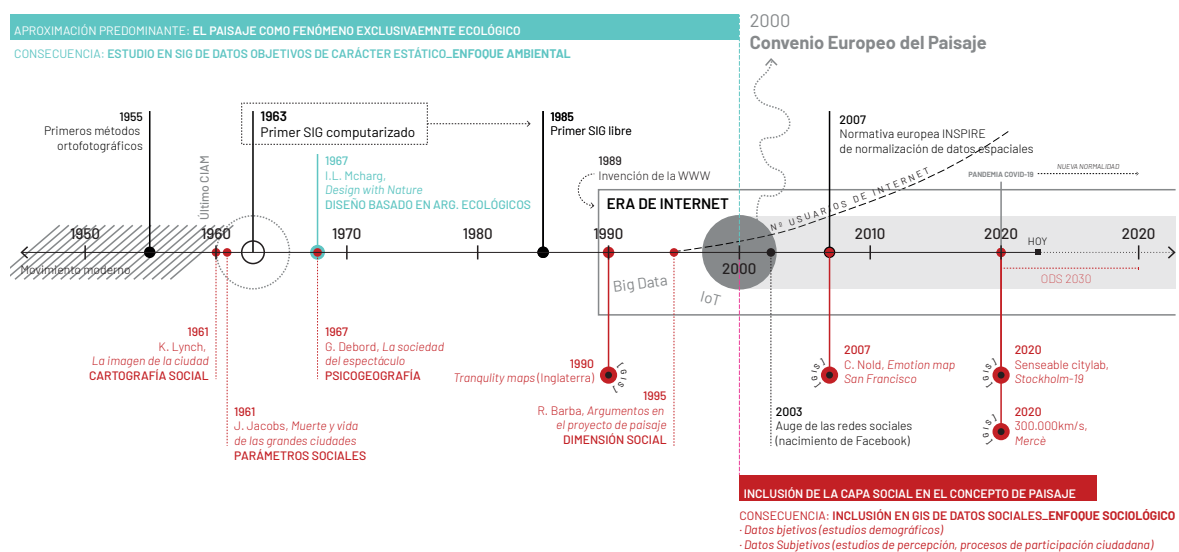 APROXIMACIÓN PREDOMINANTE: EL PAISAJE COMO FENÓMENO EXCLUSIVAEMNTE ECOLÓGICO
CONSECUENCIA: ESTUDIO EN SIG DE DATOS OBJETIVOS DE CARÁCTER ESTÁTICO_ENFOQUE AMBIENTAL
2000
Convenio Europeo del Paisaje
1955
Primeros métodos
ortofotográficos
Último CIAM
1963
Primer SIG computarizado
1967
I.L. Mcharg,
Design with Nature
DISEÑO BASADO EN ARG. ECOLÓGICOS
1985
Primer SIG libre
1989
Invención de la WWW
2007
Normativa europea INSPIRE
de normalización de datos espaciales
NUEVA NORMALIDAD
PANDEMIA COVID-19
ERA DE INTERNET
Nº USUARIOS DE INTERNET
1950
1960
1970
1980
1990
2000
2010
2020
HOY
2020
Movimiento moderno
Big Data
IoT
ODS 2030
1961
K. Lynch,
La imagen de la ciudad
CARTOGRAFÍA SOCIAL
1961
J. Jacobs, Muerte y vida
de las grandes ciudades
PARÁMETROS SOCIALES
1967
G. Debord, La sociedad
del espectáculo
PSICOGEOGRAFÍA
1990
Tranqulity maps (Inglaterra)
[GIS]
1995
R. Barba, Argumentos en
el proyecto de paisaje
DIMENSIÓN SOCIAL
2003
Auge de las redes sociales
(nacimiento de Facebook)
[GIS]
2007
C. Nold, Emotion map
San Francisco
[GIS]
2020
Senseable citylab,
Stockholm-19
[GIS]
2020
300.000km/s,
Mercè
INCLUSIÓN DE LA CAPA SOCIAL EN EL CONCEPTO DE PAISAJE
CONSECUENCIA: INCLUSIÓN EN GIS DE DATOS SOCIALES_ENFOQUE SOCIOLÓGICO
· Datos bjetivos (estudios demográficos)
· Datos Subjetivos (estudios de percepción, procesos de participación ciudadana)